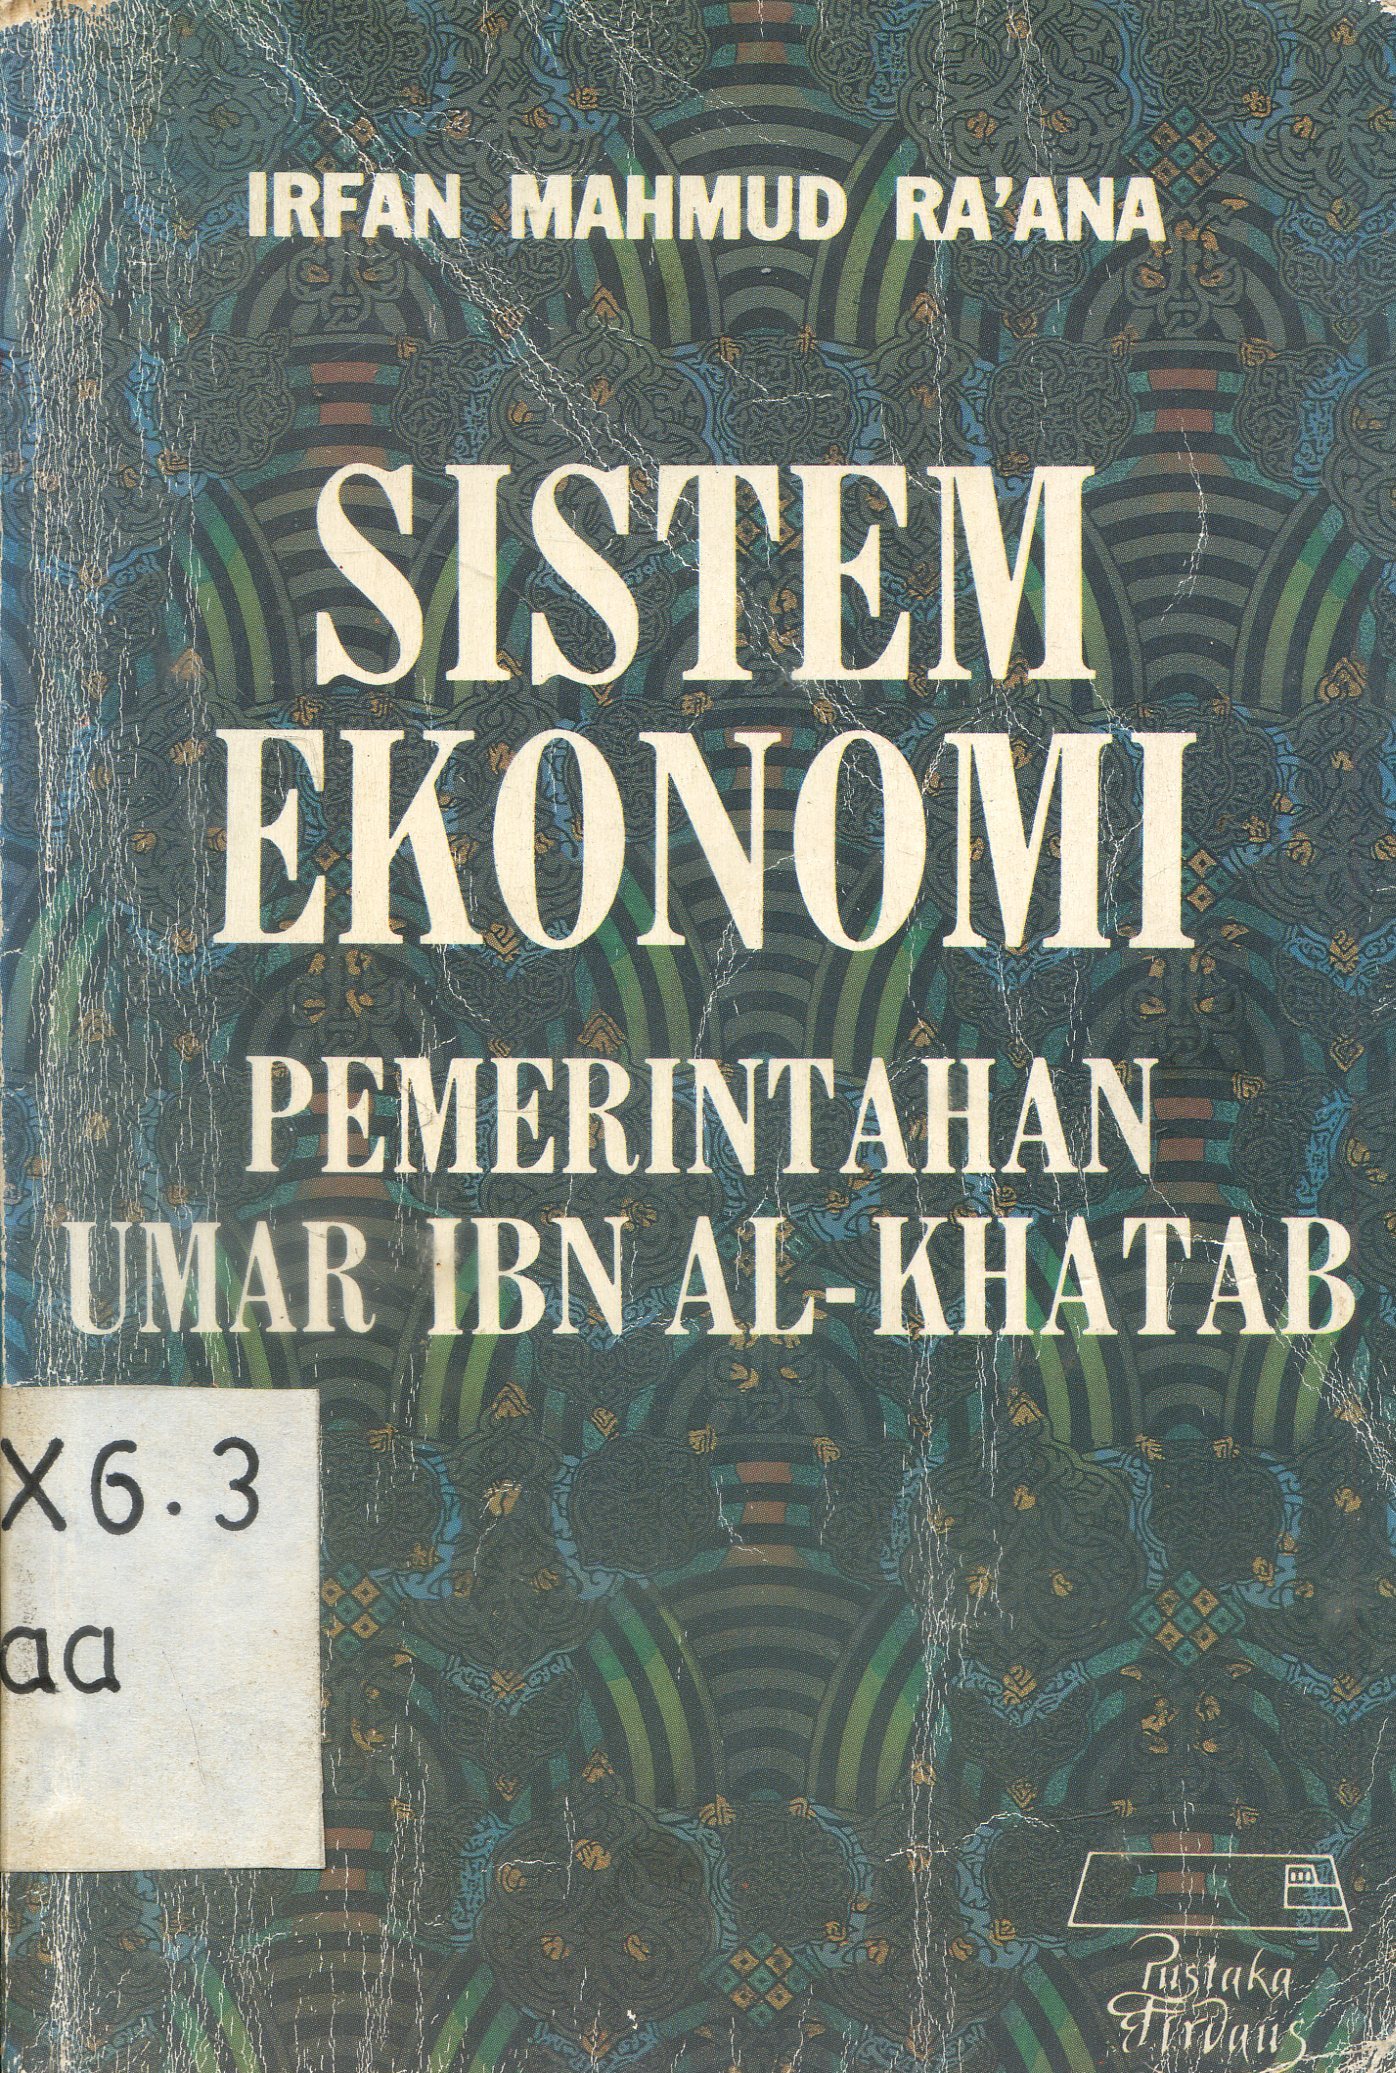 IRFAN MAHMUD RA'ANA
SISTEM
EKONOMI
PEMERINTAHAN
UMAR IBN AL-KHATAB
X6.3
aa
Pustaka
Firdaus